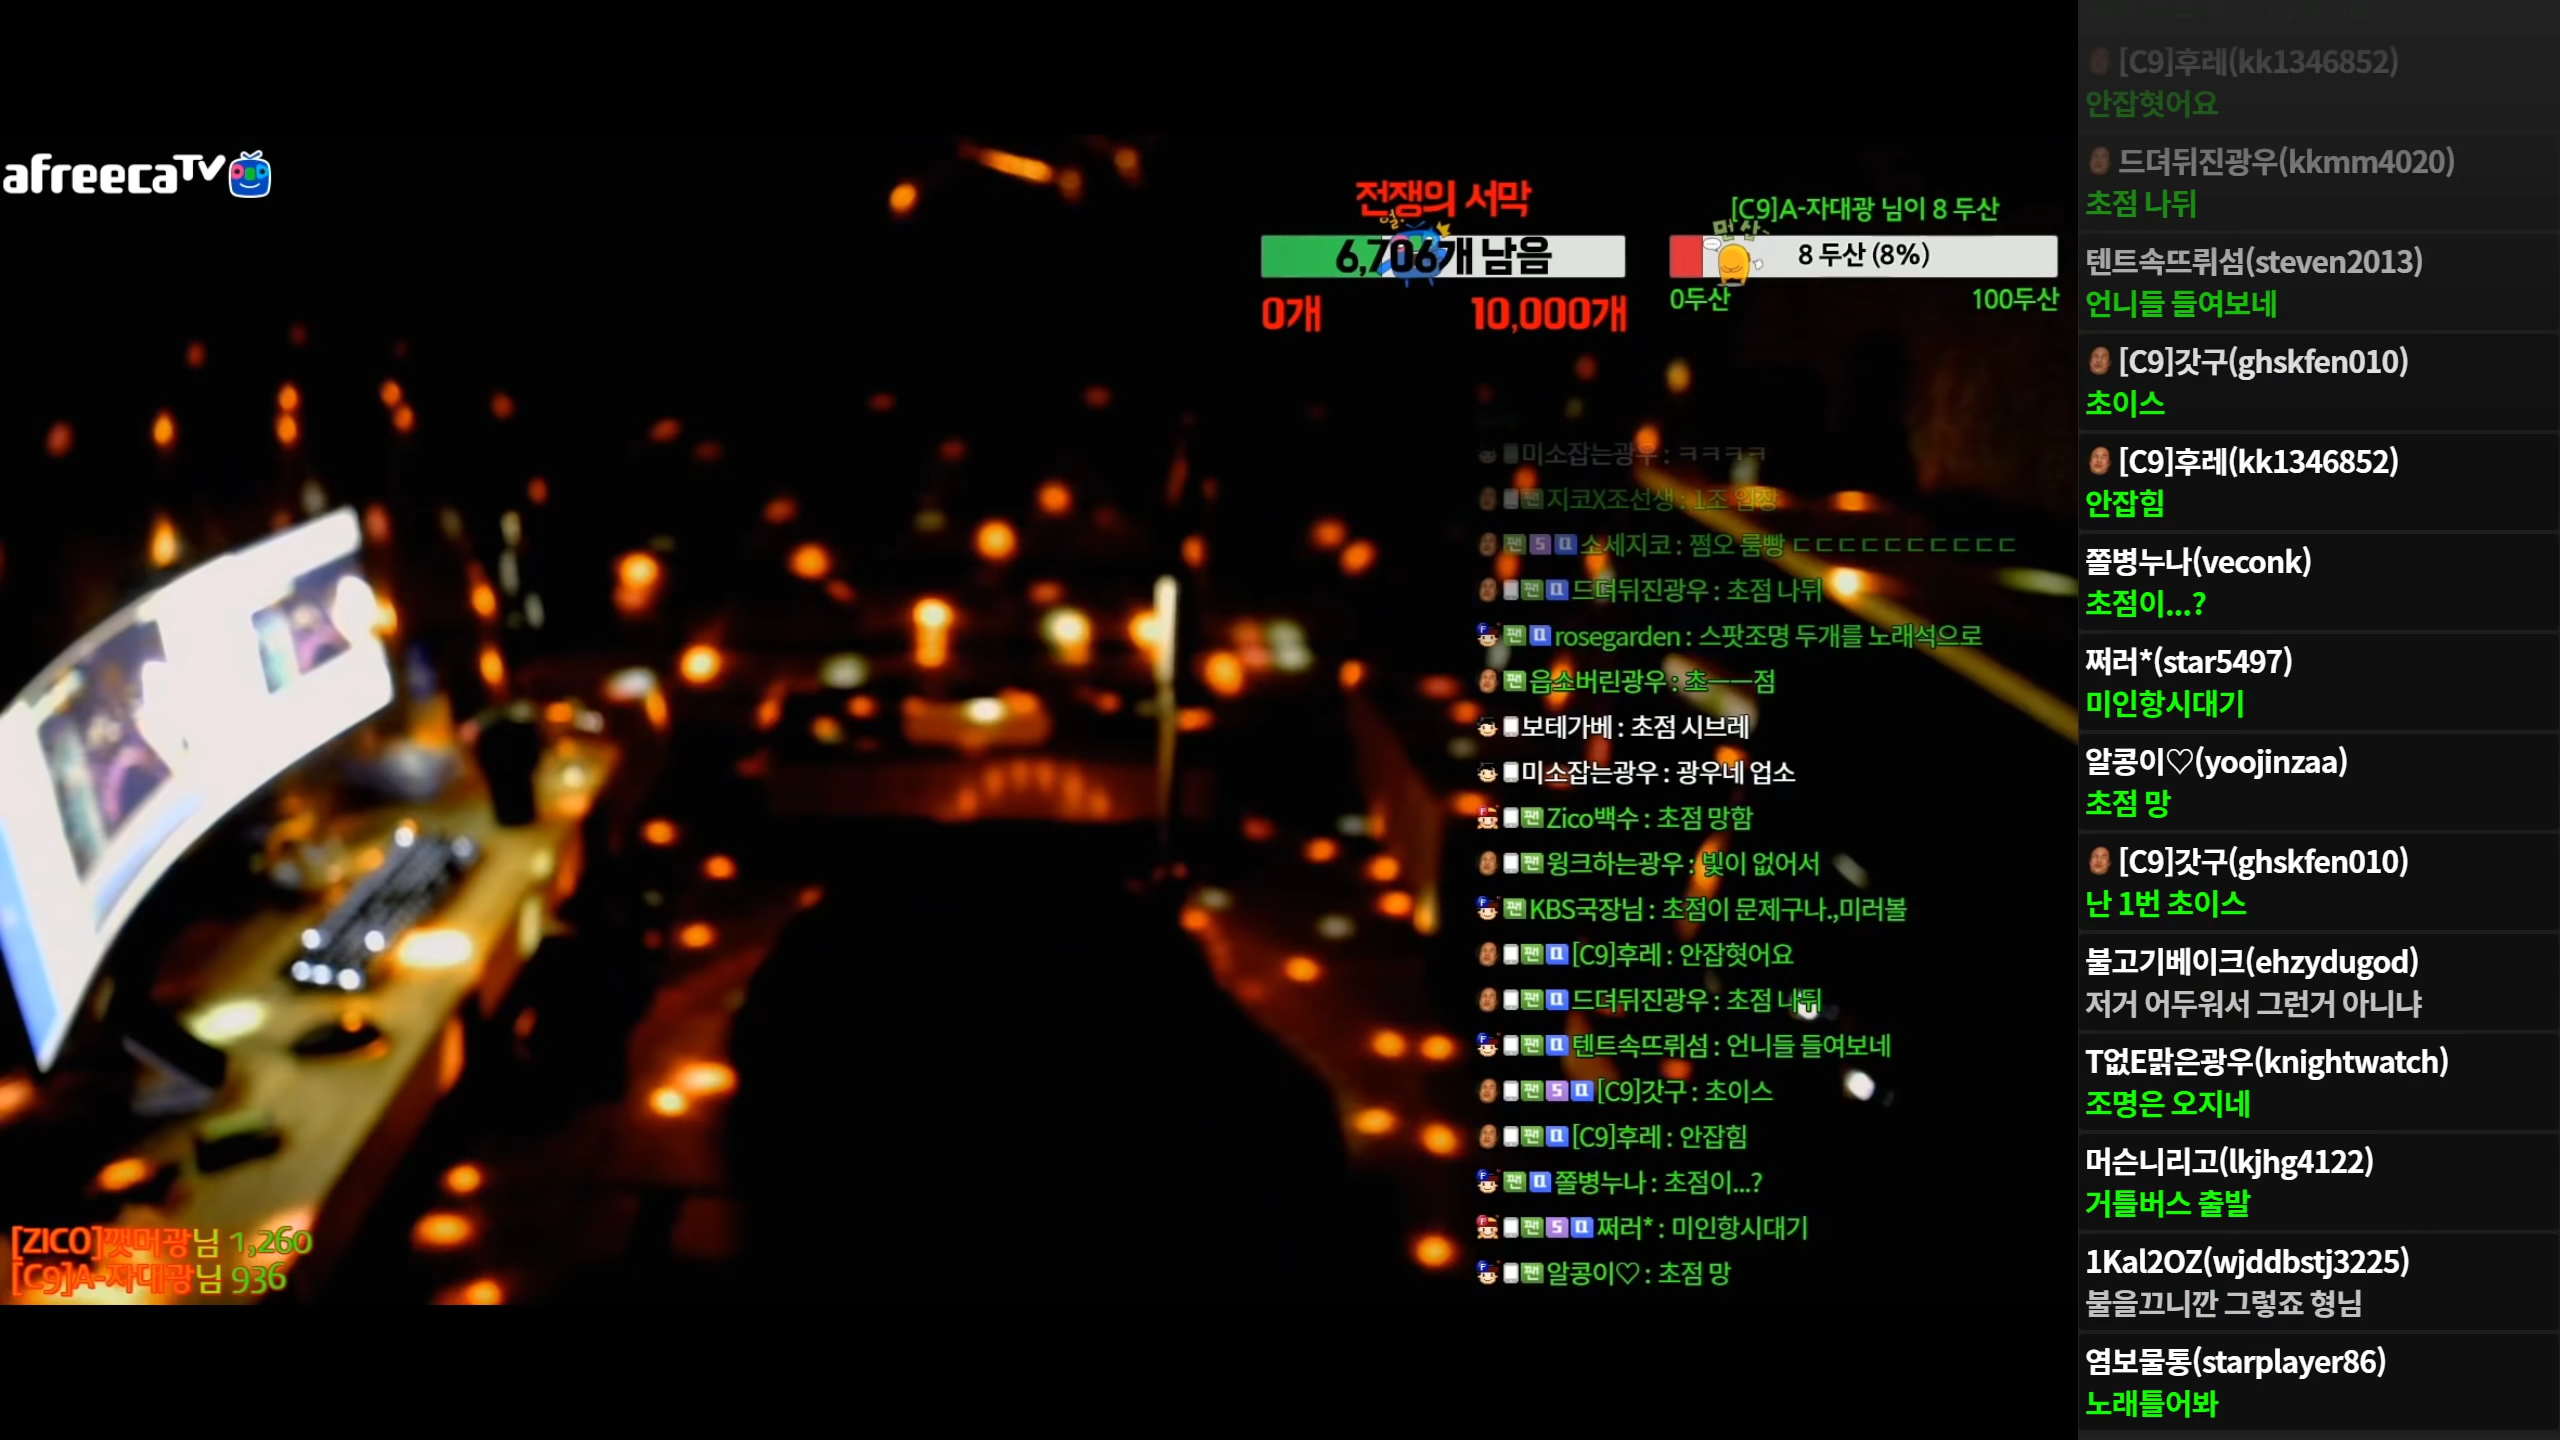 afreecaTV
전쟁의 서막
6,706개 남음
0개 10,000개
[C9]A-자대광 님이 8 두산
8 두산 (8%)
0두산 100두산
미소잡는광우 : ㅋㅋㅋㅋ
지코X조선생 : 1조 입장
소세지코 : 쩜오 룸빵 ㄷㄷㄷㄷㄷㄷㄷㄷㄷㄷ
드뎌뒤진광우 : 초점 나뒤
rosegarden : 스팟조명 두개를 노래석으로
읍소버린광우 : 초ㅡㅡ점
보테가베 : 초점 시브레
미소잡는광우 : 광우네 업소
Zico백수 : 초점 망함
윙크하는광우 : 빛이 없어서
KBS국장님 : 초점이 문제구나.,미러볼
[C9]후레 : 안잡혓어요
드뎌뒤진광우 : 초점 나뒤
텐트속뜨뤼섬 : 언니들 들여보네
[C9]갓구 : 초이스
[C9]후레 : 안잡힘
쫄병누나 : 초점이...?
쩌러* : 미인항시대기
알콩이♡ : 초점 망
[ZICO]깻머광님 1,260
[C9]A-자대광님 936
[C9]후레(kk1346852)
안잡혓어요
드뎌뒤진광우(kkmm4020)
초점 나뒤
텐트속뜨뤼섬(steven2013)
언니들 들여보네
[C9]갓구(ghskfen010)
초이스
[C9]후레(kk1346852)
안잡힘
쫄병누나(veconk)
초점이...?
쩌러*(star5497)
미인항시대기
알콩이♡(yoojinzaa)
초점 망
[C9]갓구(ghskfen010)
난 1번 초이스
불고기베이크(ehzydugod)
저거 어두워서 그런거 아니냐
T없E맑은광우(knightwatch)
조명은 오지네
머슨니리고(lkjhg4122)
거틀버스 출발
1Kal2OZ(wjddbstj3225)
불을끄니깐 그렇죠 형님
염보물통(starplayer86)
노래틀어봐